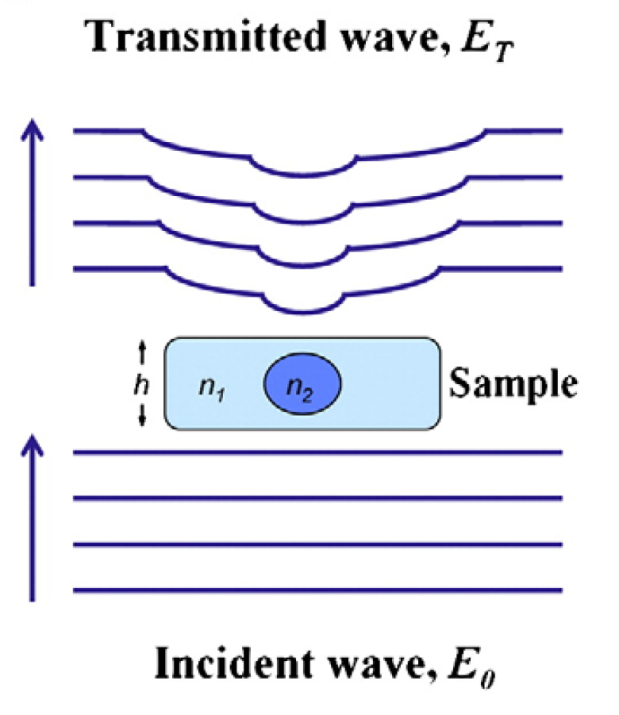 Transmitted wave, E_T
h
n_1
n_2
Sample
Incident wave, E_0